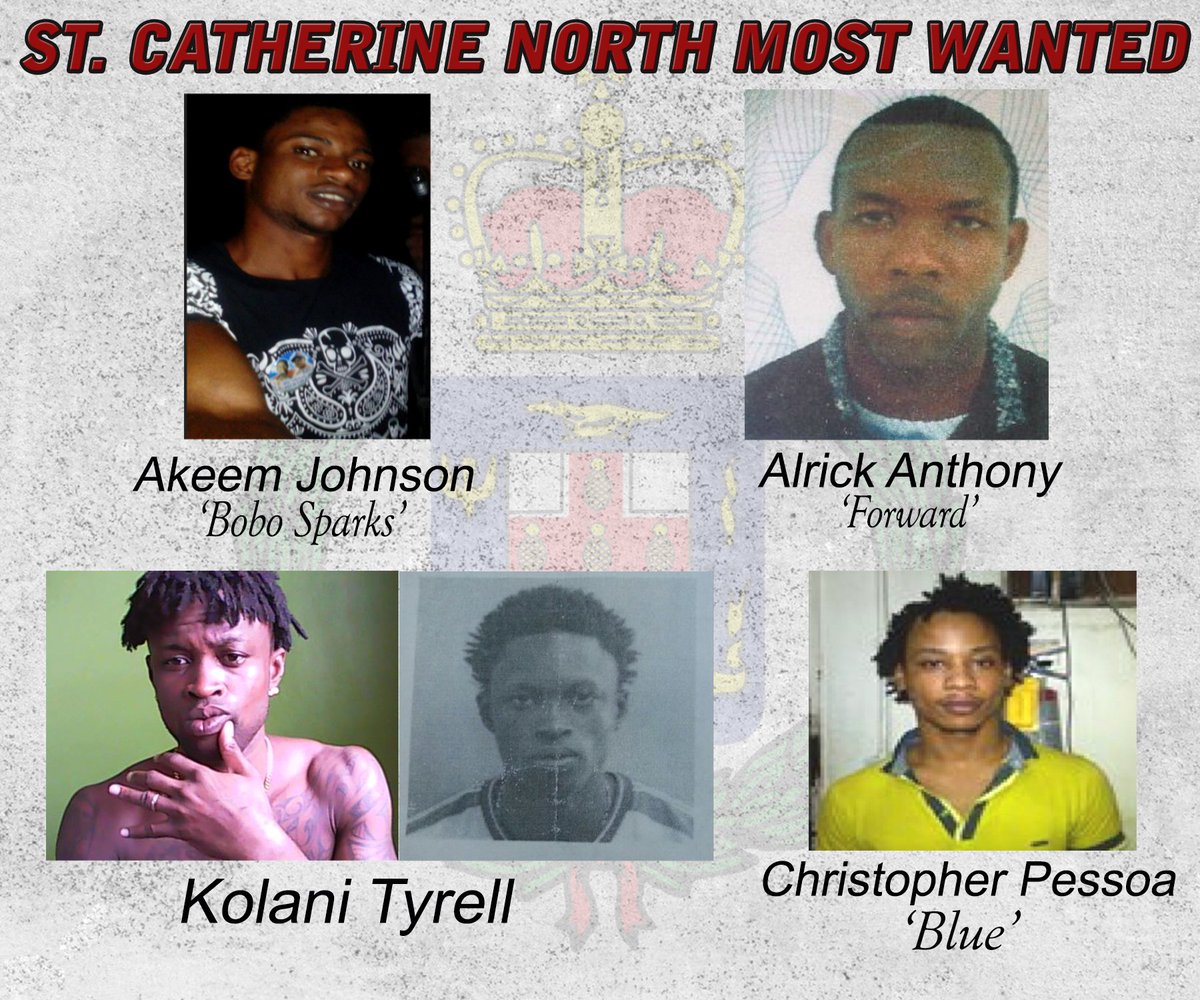 ST. CATHERINE NORTH MOST WANTED
Akeem Johnson
‘Bobo Sparks’
Alrick Anthony
‘Forward’
Kolani Tyrell
Christopher Pessoa
‘Blue’